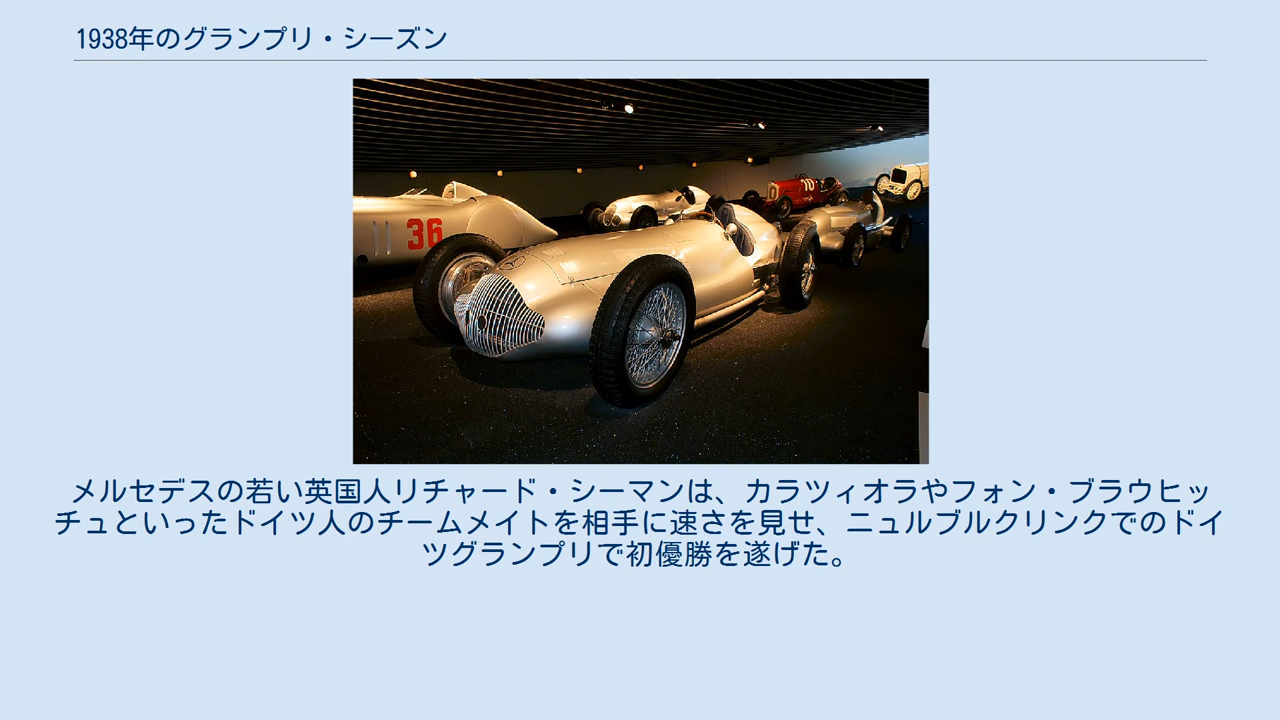 1938年のグランプリ・シーズン
36
10
メルセデスの若い英国人リチャード・シーマンは、カラツィオラやフォン・ブラウヒッ
チュといったドイツ人のチームメイトを相手に速さを見せ、ニュルブルクリンクでのドイ
ツグランプリで初優勝を遂げた。